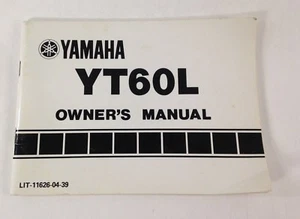 YAMAHA
YT60L
OWNER'S MANUAL
LIT-11626-04-39